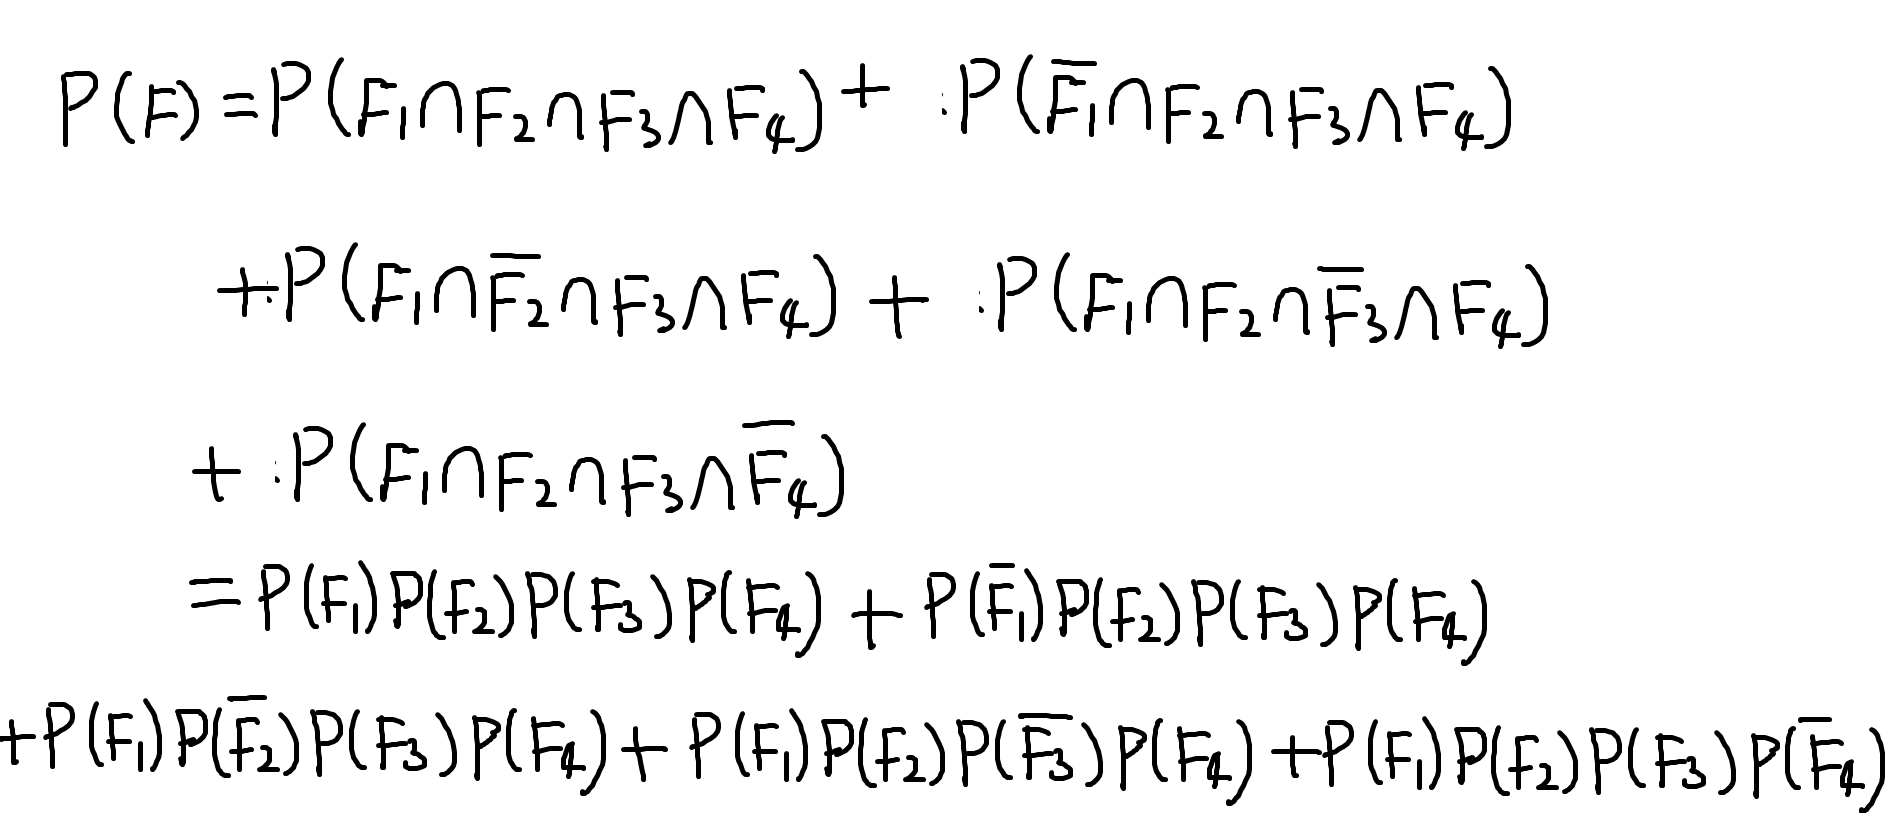 P(F) = P(F₁∩F₂∩F₃∩F₄) + P(F̅₁∩F₂∩F₃∩F₄)
+ P(F₁∩F̅₂∩F₃∩F₄) + P(F₁∩F₂∩F̅₃∩F₄)
+ P(F₁∩F₂∩F₃∩F̅₄)
= P(F₁)P(F₂)P(F₃)P(F₄) + P(F̅₁)P(F₂)P(F₃)P(F₄)
+P(F₁)P(F̅₂)P(F₃)P(F₄) + P(F₁)P(F₂)P(F̅₃)P(F₄) + P(F₁)P(F₂)P(F₃)P(F̅₄)